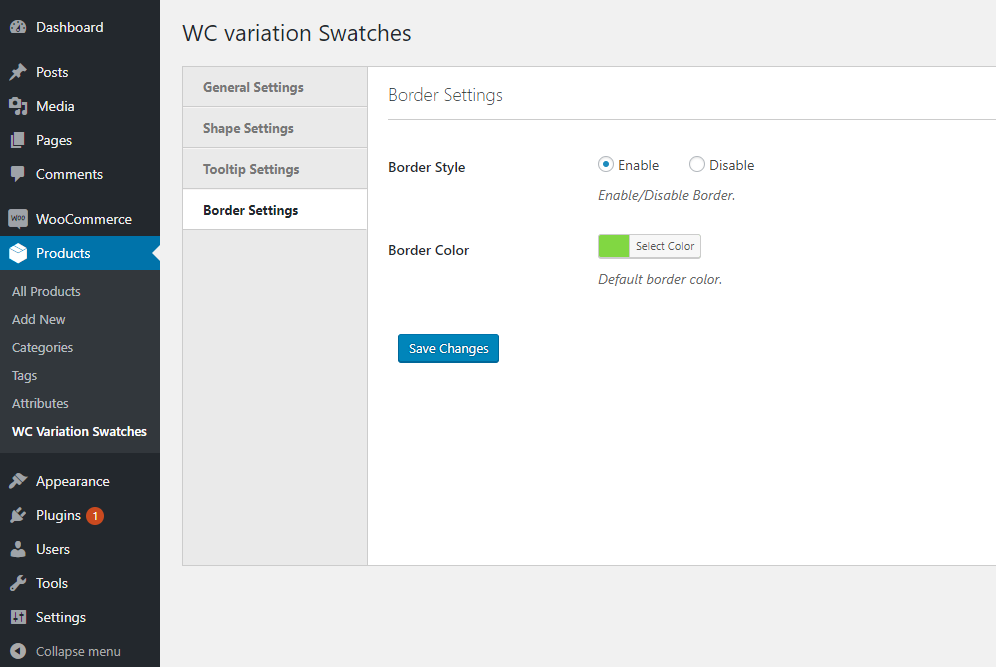 Dashboard
Posts
Media
Pages
Comments
WOO
WooCommerce
Products
All Products
Add New
Categories
Tags
Attributes
WC Variation Swatches
Appearance
Plugins 1
Users
Tools
Settings
Collapse menu
WC variation Swatches
General Settings
Shape Settings
Tooltip Settings
Border Settings
Border Settings
Border Style
Enable Disable
Enable/Disable Border.
Border Color
Select Color
Default border color.
Save Changes